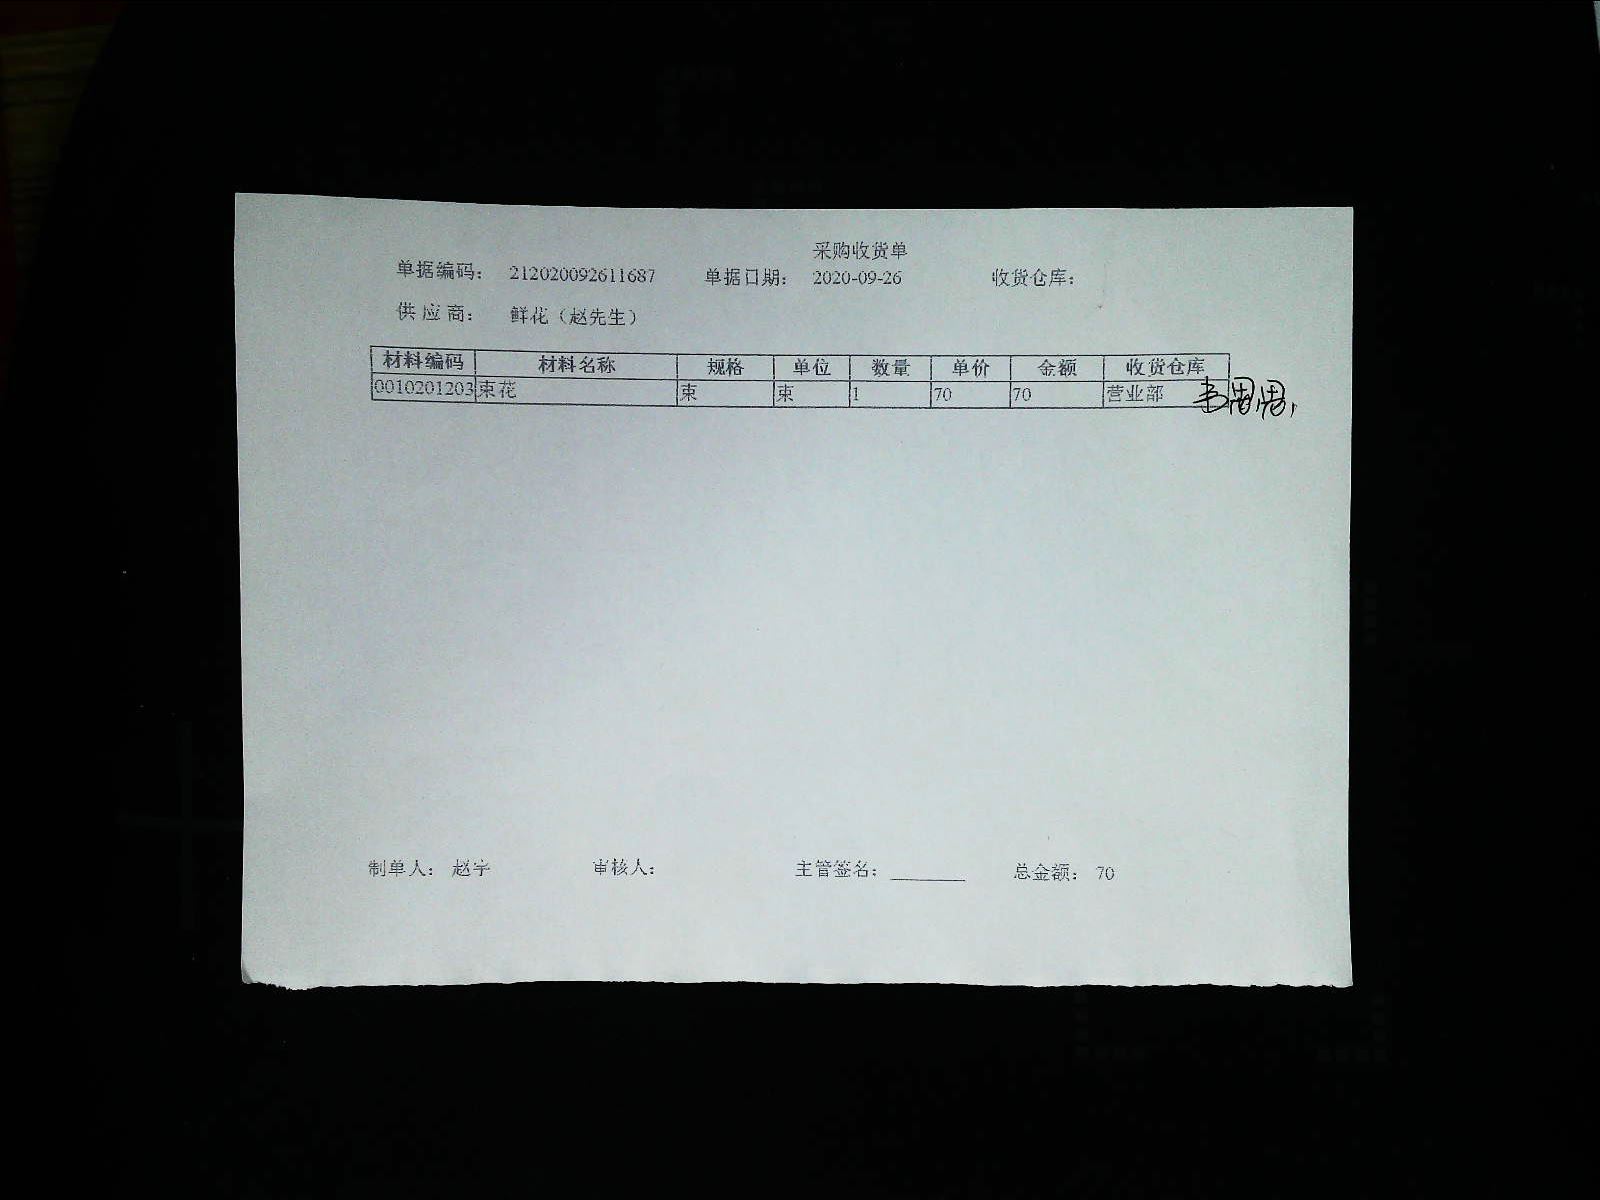 采购收货单
单据编码： 212020092611687 单据日期： 2020-09-26 收货仓库：
供应商： 鲜花（赵先生）
材料编码 材料名称 规格 单位 数量 单价 金额 收货仓库
0010201203 束花 束 束 1 70 70 营业部
制单人： 赵宇 审核人： 主管签名： 总金额： 70